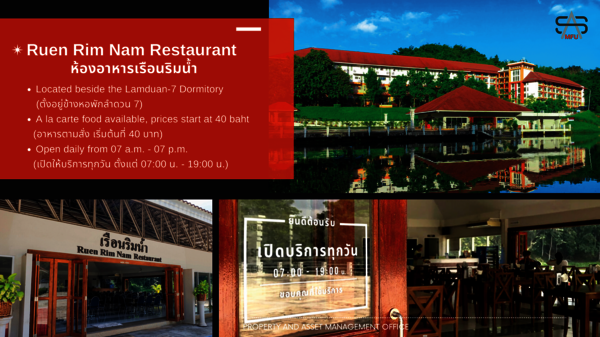 Ruen Rim Nam Restaurant
ห้องอาหารเรือนริมน้ำ
Located beside the Lamduan-7 Dormitory
(ตั้งอยู่ข้างหอพักลำดวน 7)
A la carte food available, prices start at 40 baht
(อาหารตามสั่ง เริ่มต้นที่ 40 บาท)
Open daily from 07 a.m. - 07 p.m.
(เปิดให้บริการทุกวัน ตั้งแต่ 07:00 น. - 19:00 น.)
MFU
เรือนริมน้ำ
Ruen Rim Nam Restaurant
ยินดีต้อนรับ
เปิดบริการทุกวัน
07:00 - 19:00 น.
ขอบคุณที่ใช้บริการ
PROPERTY AND ASSET MANAGEMENT OFFICE